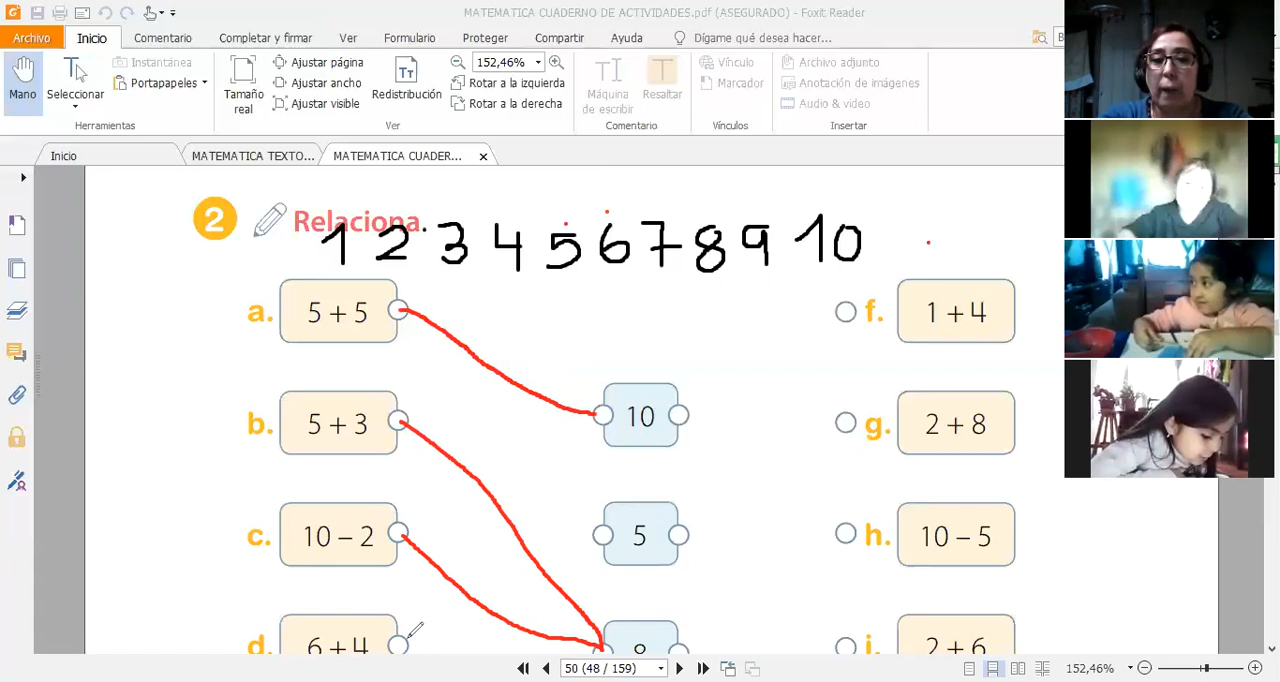 MATEMATICA CUADERNO DE ACTIVIDADES.pdf (ASEGURADO) - Foxit Reader
Archivo Inicio Comentario Completar y firmar Ver Formulario Proteger Compartir Ayuda Dígame qué desea hacer...
Mano Seleccionar Instantánea Portapapeles
Herramientas
Tamaño real Ajustar página Ajustar ancho Ajustar visible Redistribución 152,46% Rotar a la izquierda Rotar a la derecha
Ver
Máquina de escribir Resaltar
Comentario
Vínculo Marcador
Vínculos
Archivo adjunto Anotación de imágenes Audio & video
Insertar
Inicio MATEMATICA TEXTO... MATEMATICA CUADER...
2 Relaciona.
1 2 3 4 5 6 7 8 9 10
a. 5 + 5 f. 1 + 4
10
b. 5 + 3 g. 2 + 8
c. 10 – 2 5 h. 10 – 5
d. 6 + 4 8 i. 2 + 6
50 (48 / 159) 152,46%